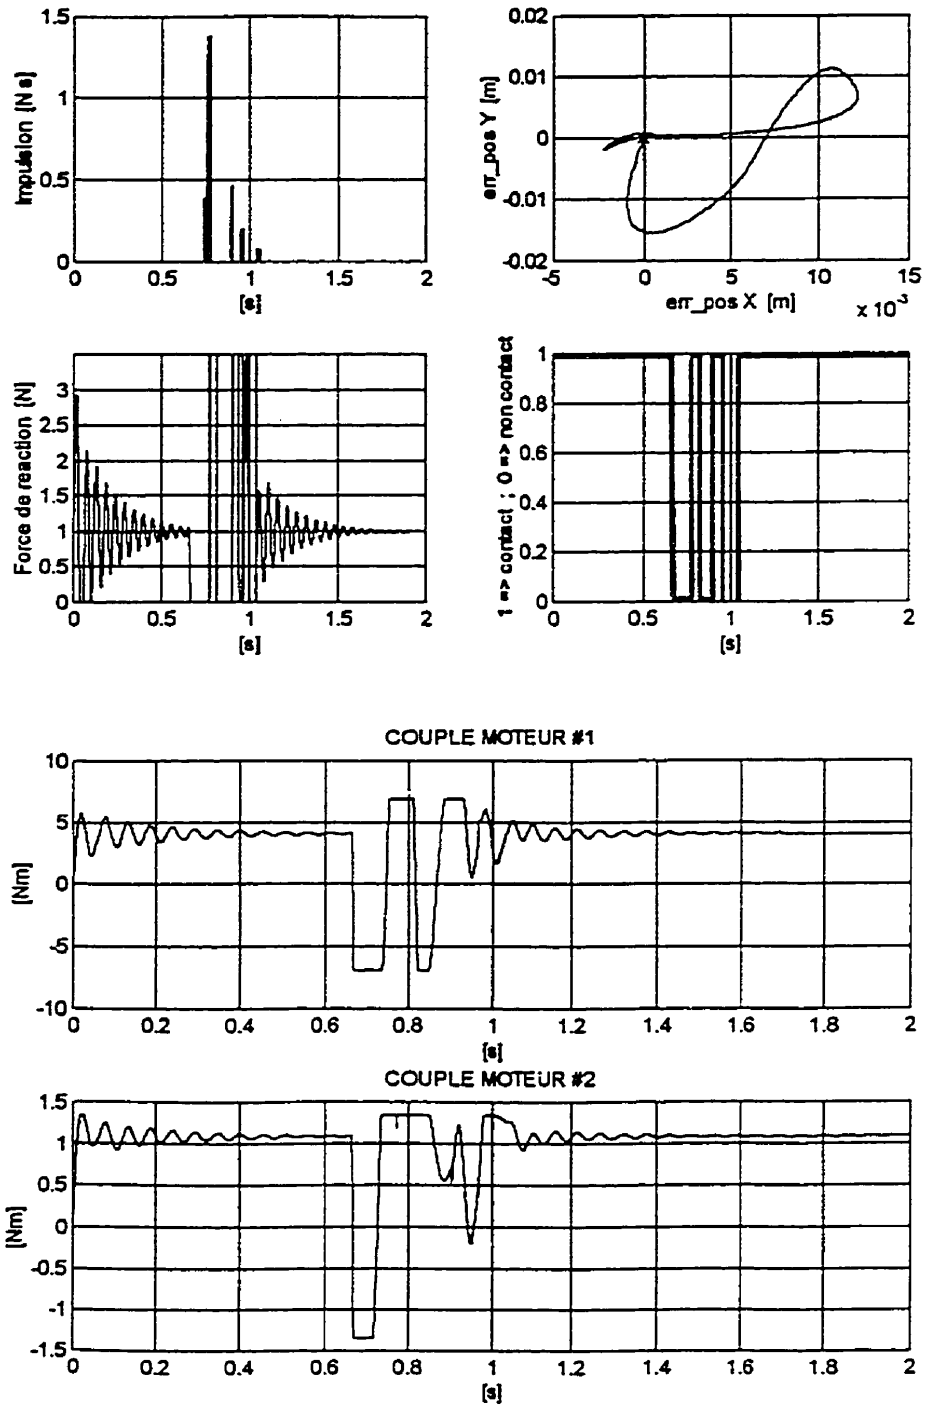 1.5
1
0.5
0
Impulsion [N s]
0 0.5 1 1.5 2
[s]
0.02
0.01
0
-0.01
-0.02
err_pos Y [m]
-5 0 5 10 15
err_pos X [m]
x 10⁻³
3
2.5
2
1.5
1
0.5
0
Force de reaction [N]
0 0.5 1 1.5 2
[s]
1
0.8
0.6
0.4
0.2
0
1 => contact ; 0 => non contact
0 0.5 1 1.5 2
[s]
COUPLE MOTEUR #1
10
5
0
-5
-10
[Nm]
0 0.2 0.4 0.6 0.8 1 1.2 1.4 1.6 1.8 2
[s]
COUPLE MOTEUR #2
1.5
1
0.5
0
-0.5
-1
-1.5
[Nm]
0 0.2 0.4 0.6 0.8 1 1.2 1.4 1.6 1.8 2
[s]